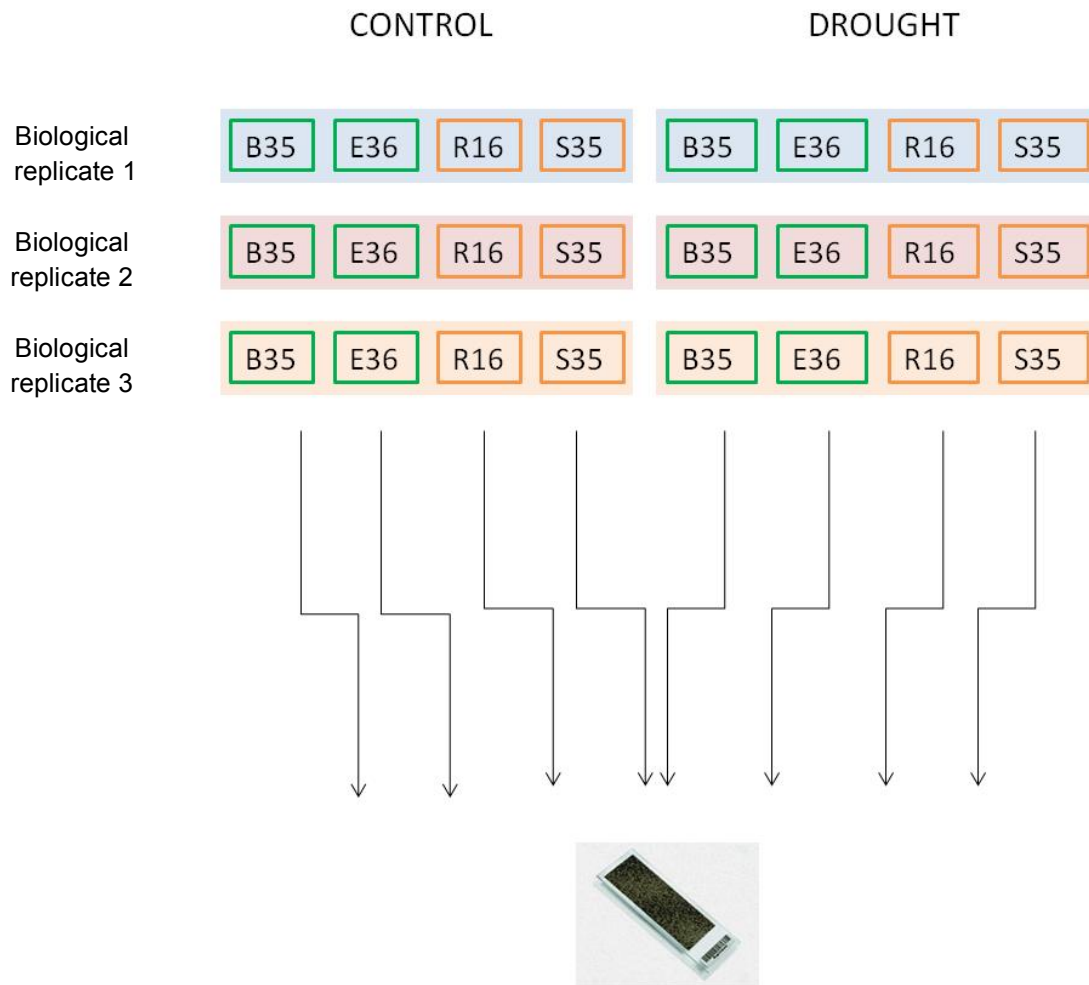 CONTROL DROUGHT
Biological
replicate 1
B35 E36 R16 S35 B35 E36 R16 S35
Biological
replicate 2
B35 E36 R16 S35 B35 E36 R16 S35
Biological
replicate 3
B35 E36 R16 S35 B35 E36 R16 S35